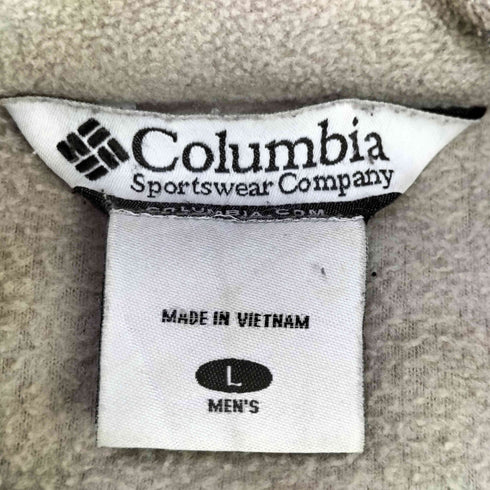 Columbia
Sportswear Company
COLUMBIA.COM
MADE IN VIETNAM
L
MEN'S